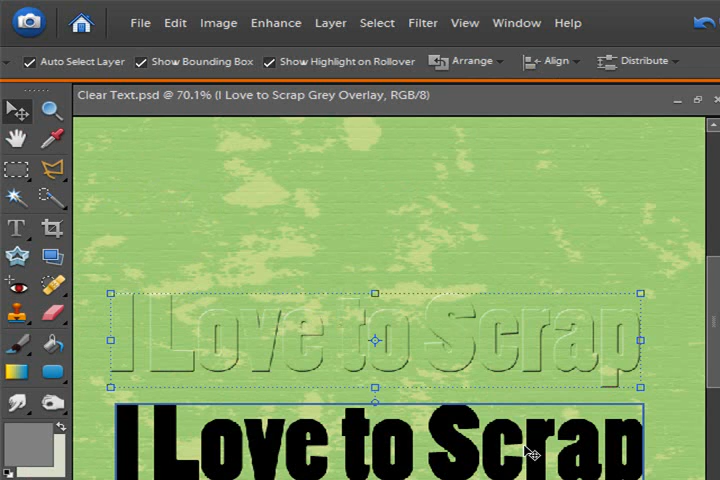 File Edit Image Enhance Layer Select Filter View Window Help
Auto Select Layer Show Bounding Box Show Highlight on Rollover Arrange Align Distribute
Clear Text.psd @ 70.1% (I Love to Scrap Grey Overlay, RGB/8)
T
I Love to Scrap
I Love to Scrap